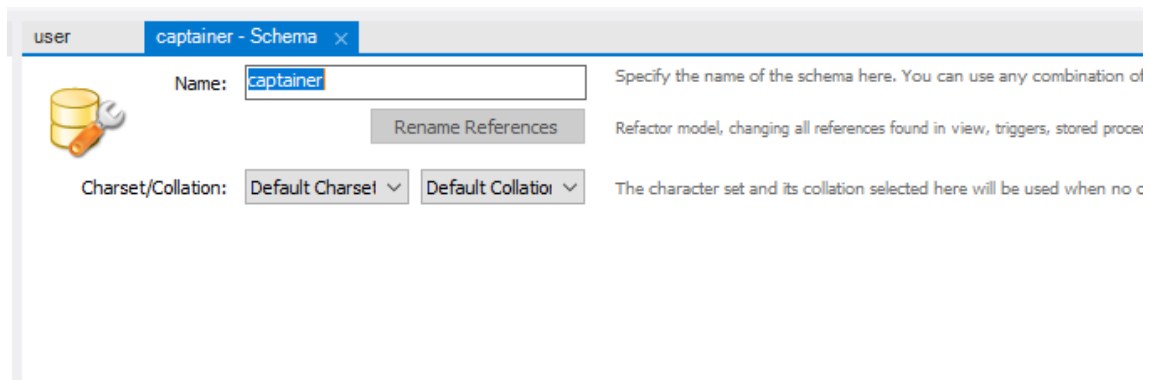 user captainer - Schema
Name: captainer Specify the name of the schema here. You can use any combination of
Rename References Refactor model, changing all references found in view, triggers, stored
Charset/Collation: Default Charset Default Collation The character set and its collation selected here will be used when no